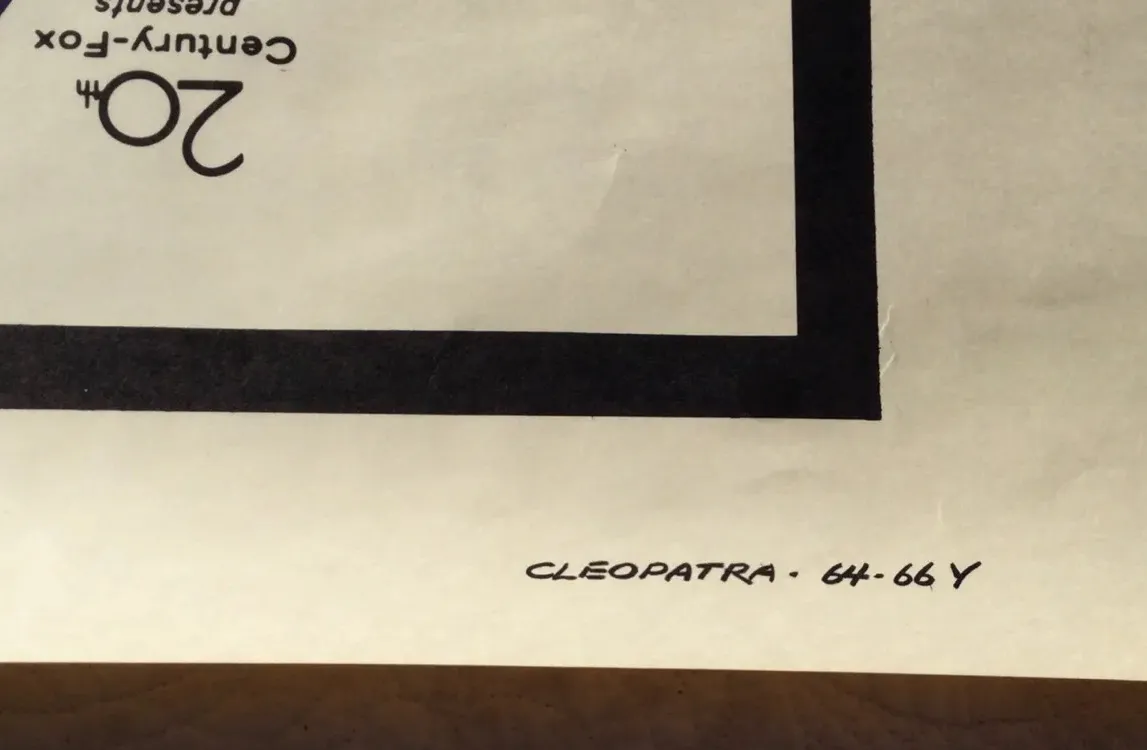 20th
Century-Fox
presents
CLEOPATRA. 64-66 Y